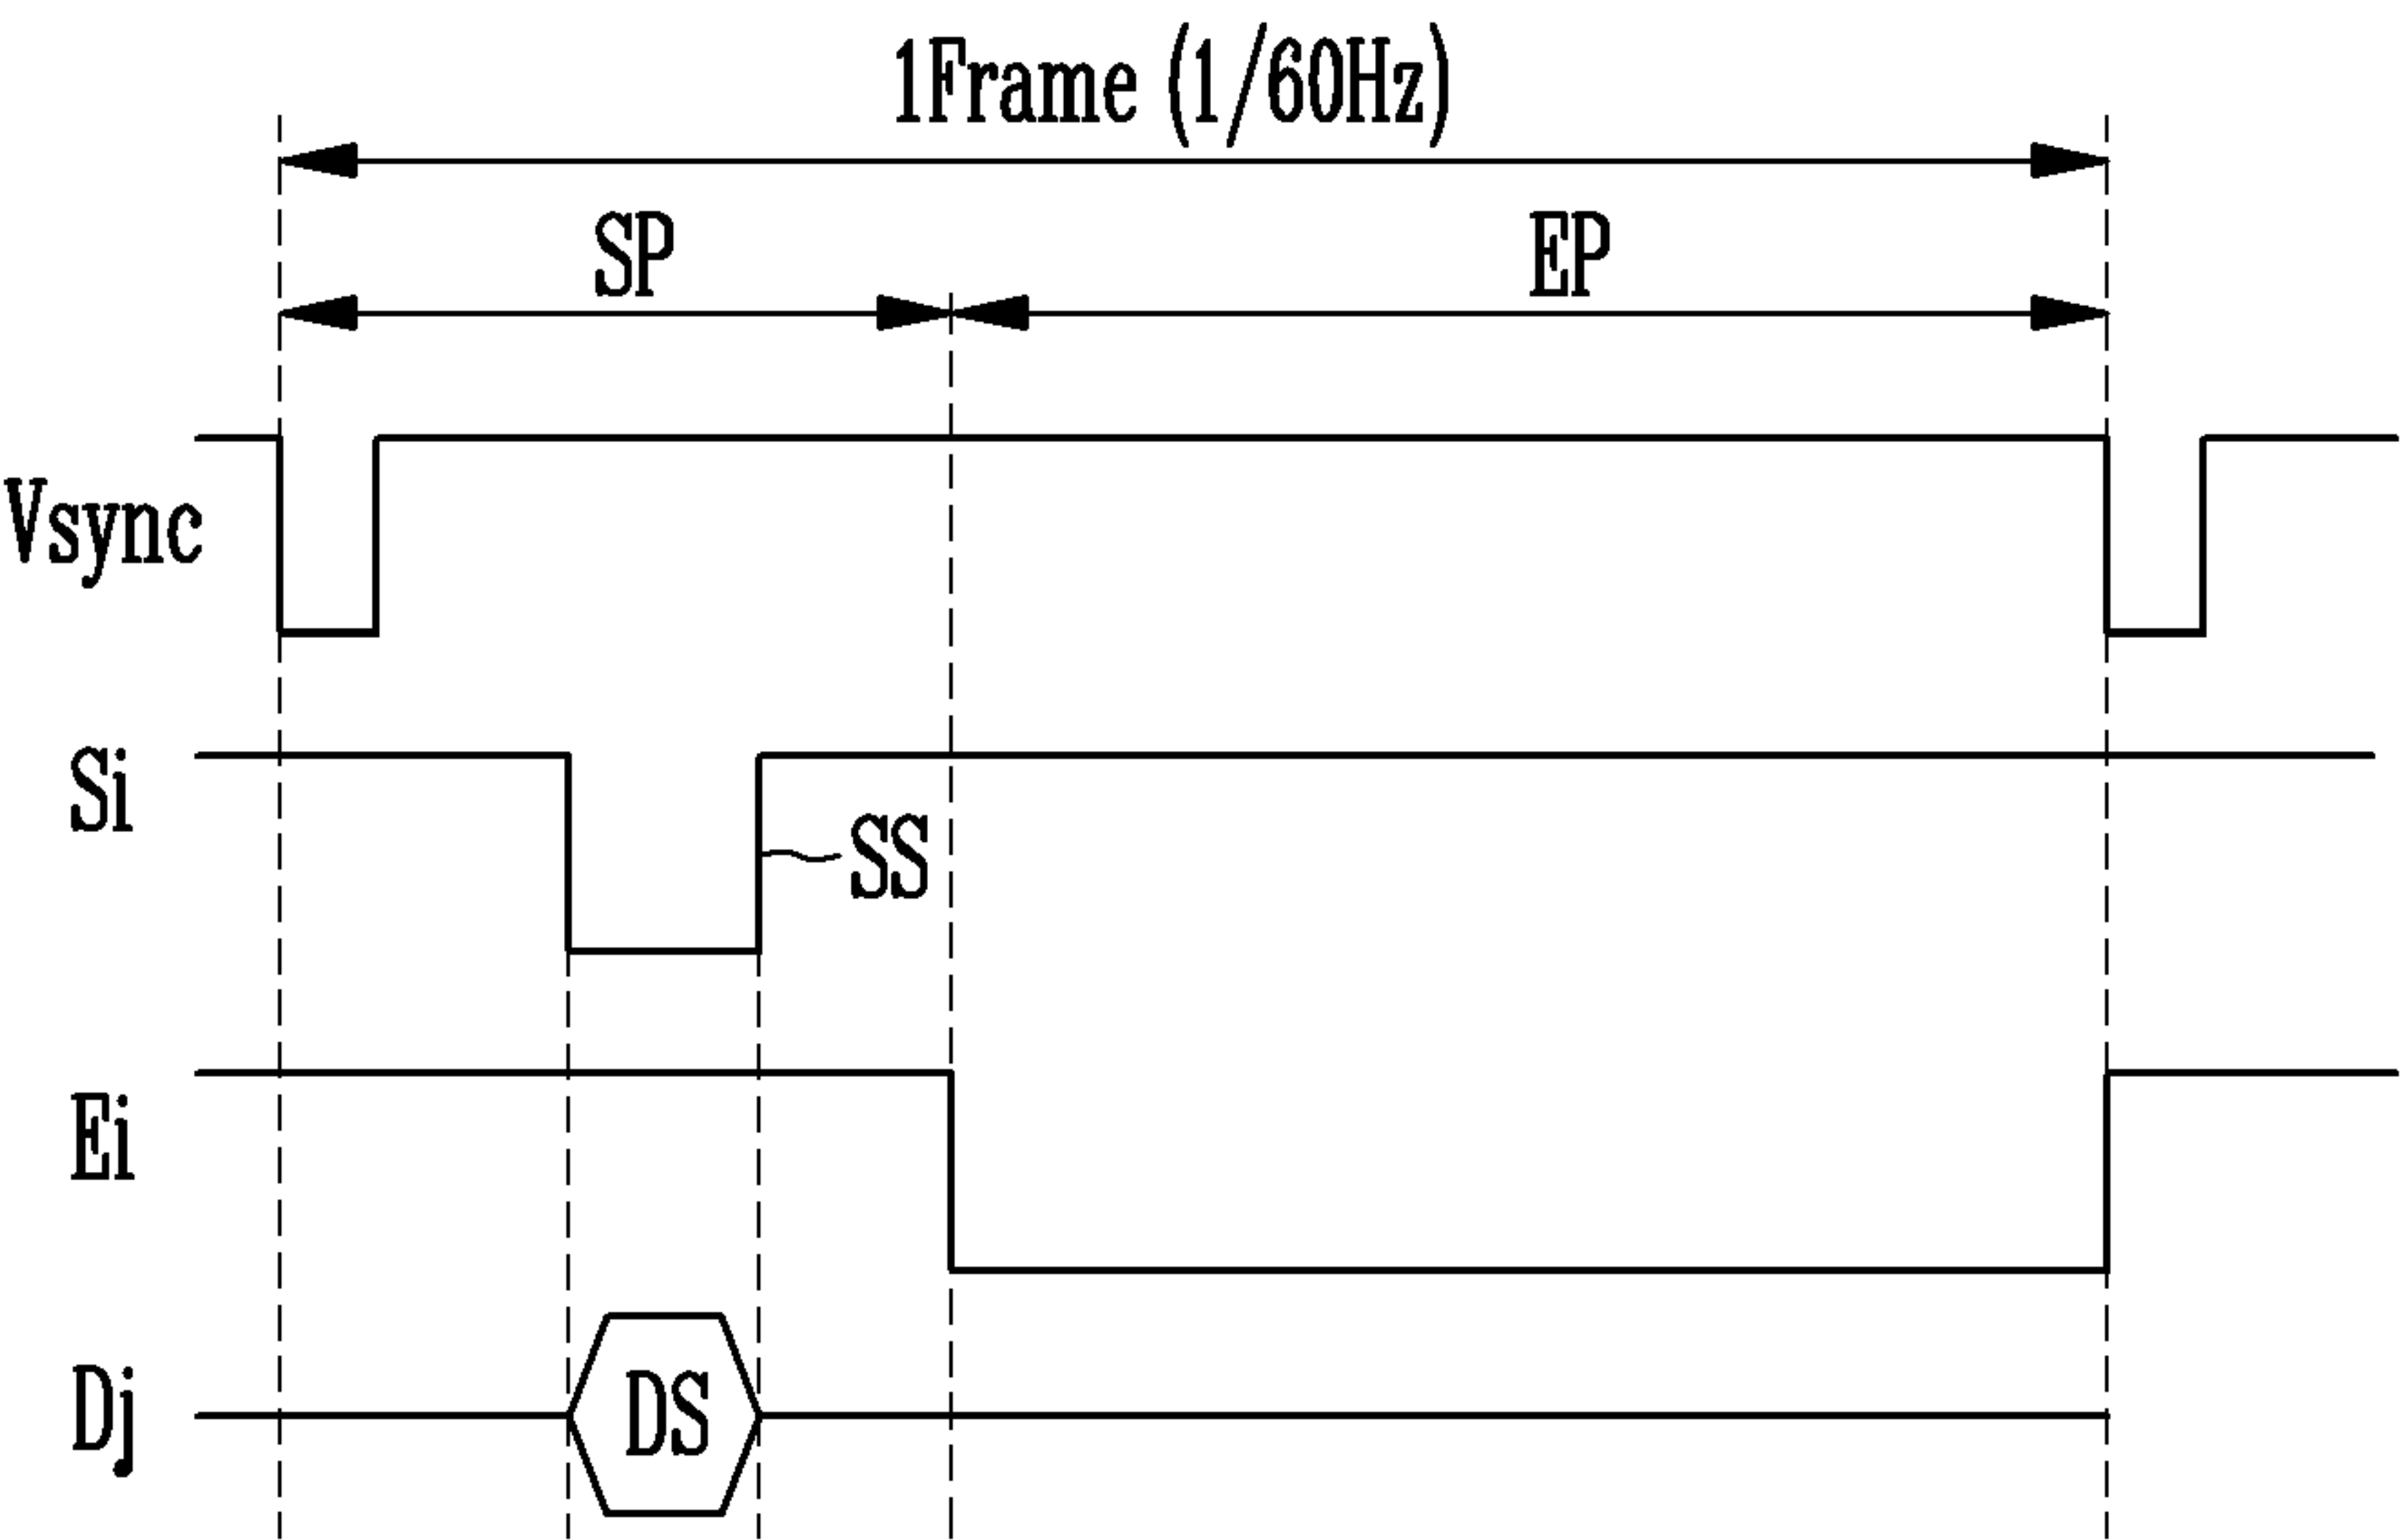 1Frame (1/60Hz)
SP EP
Vsync
Si
SS
Ei
Dj
DS